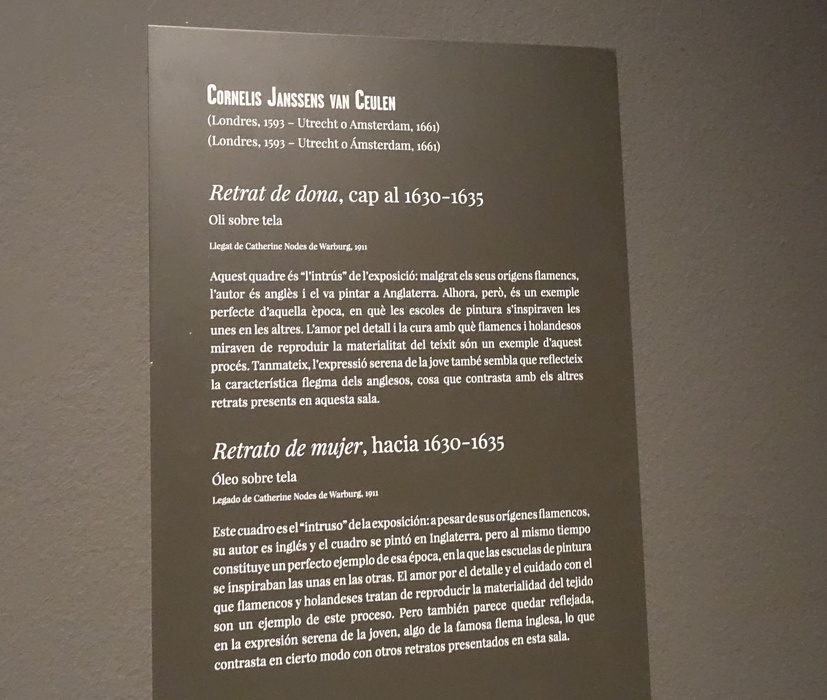 Cornelis Janssens van Ceulen
(Londres, 1593 – Utrecht o Amsterdam, 1661)
(Londres, 1593 – Utrecht o Ámsterdam, 1661)
Retrat de dona, cap al 1630-1635
Oli sobre tela
Llegat de Catherine Nodes de Warburg, 1911
Aquest quadre és “l’intrús” de l’exposició: malgrat els seus orígens flamencs,
l’autor és anglès i el va pintar a Anglaterra. Alhora, però, és un exemple
perfecte d’aquella època, en què les escoles de pintura s’inspiraven les
unes en les altres. L’amor pel detall i la cura amb què flamencs i holandesos
miraven de reproduir la materialitat del teixit són un exemple d’aquest
procés. Tanmateix, l’expressió serena de la jove també sembla que reflecteix
la característica flegma dels anglesos, cosa que contrasta amb els altres
retrats presents en aquesta sala.
Retrato de mujer, hacia 1630-1635
Óleo sobre tela
Legado de Catherine Nodes de Warburg, 1911
Este cuadro es el “intruso” de la exposición: a pesar de sus orígenes flamencos,
su autor es inglés y el cuadro se pintó en Inglaterra, pero al mismo tiempo
constituye un perfecto ejemplo de esa época, en la que las escuelas de pintura
se inspiraban las unas en las otras. El amor por el detalle y el cuidado con el
que flamencos y holandeses tratan de reproducir la materialidad del tejido
son un ejemplo de este proceso. Pero también parece quedar reflejada,
en la expresión serena de la joven, algo de la famosa flema inglesa, lo que
contrasta en cierto modo con otros retratos presentados en esta sala.